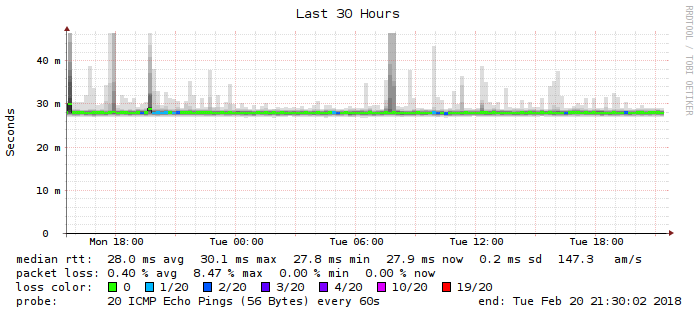 Last 30 Hours
RRDTOOL / TOBI OETIKER
Seconds
40 m
30 m
20 m
10 m
0
Mon 18:00 Tue 00:00 Tue 06:00 Tue 12:00 Tue 18:00
median rtt: 28.0 ms avg 30.1 ms max 27.8 ms min 27.9 ms now 0.2 ms sd 147.3 am/s
packet loss: 0.40 % avg 8.47 % max 0.00 % min 0.00 % now
loss color: 0 1/20 2/20 3/20 4/20 10/20 19/20
probe: 20 ICMP Echo Pings (56 Bytes) every 60s end: Tue Feb 20 21:30:02 2018